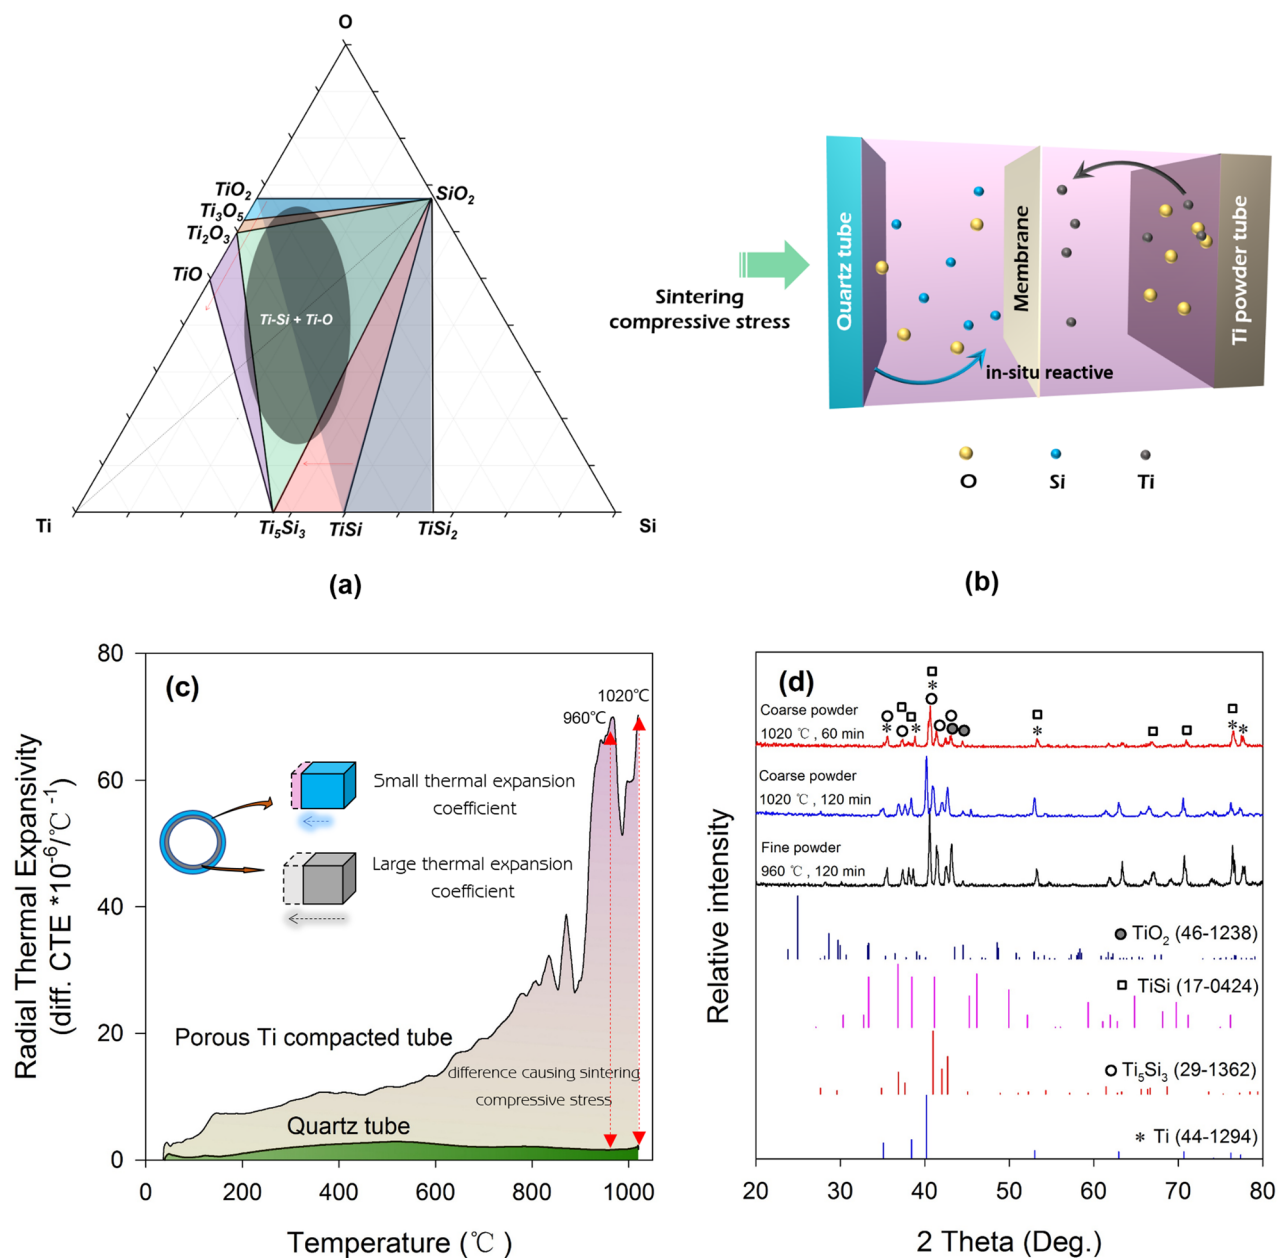 O
TiO₂
SiO₂
Ti₃O₅
Ti₂O₃
TiO
Ti-Si + Ti-O
Ti
Si
Ti₅Si₃
TiSi
TiSi₂
(a)
Sintering
compressive stress
Quartz tube
Membrane
Ti powder tube
in-situ reactive
O
Si
Ti
(b)
(c)
80
60
40
20
0
Radial Thermal Expansivity
(diff. CTE *10⁻⁶/℃ ⁻¹)
1020℃
960℃
Small thermal expansion
coefficient
Large thermal expansion
coefficient
Porous Ti compacted tube
difference causing sintering
compressive stress
Quartz tube
0
200
400
600
800
1000
Temperature (℃)
(d)
Relative intensity
Coarse powder
1020 ℃ , 60 min
Coarse powder
1020 ℃ , 120 min
Fine powder
960 ℃ , 120 min
TiO₂ (46-1238)
TiSi (17-0424)
Ti₅Si₃ (29-1362)
* Ti (44-1294)
20
30
40
50
60
70
80
2 Theta (Deg.)